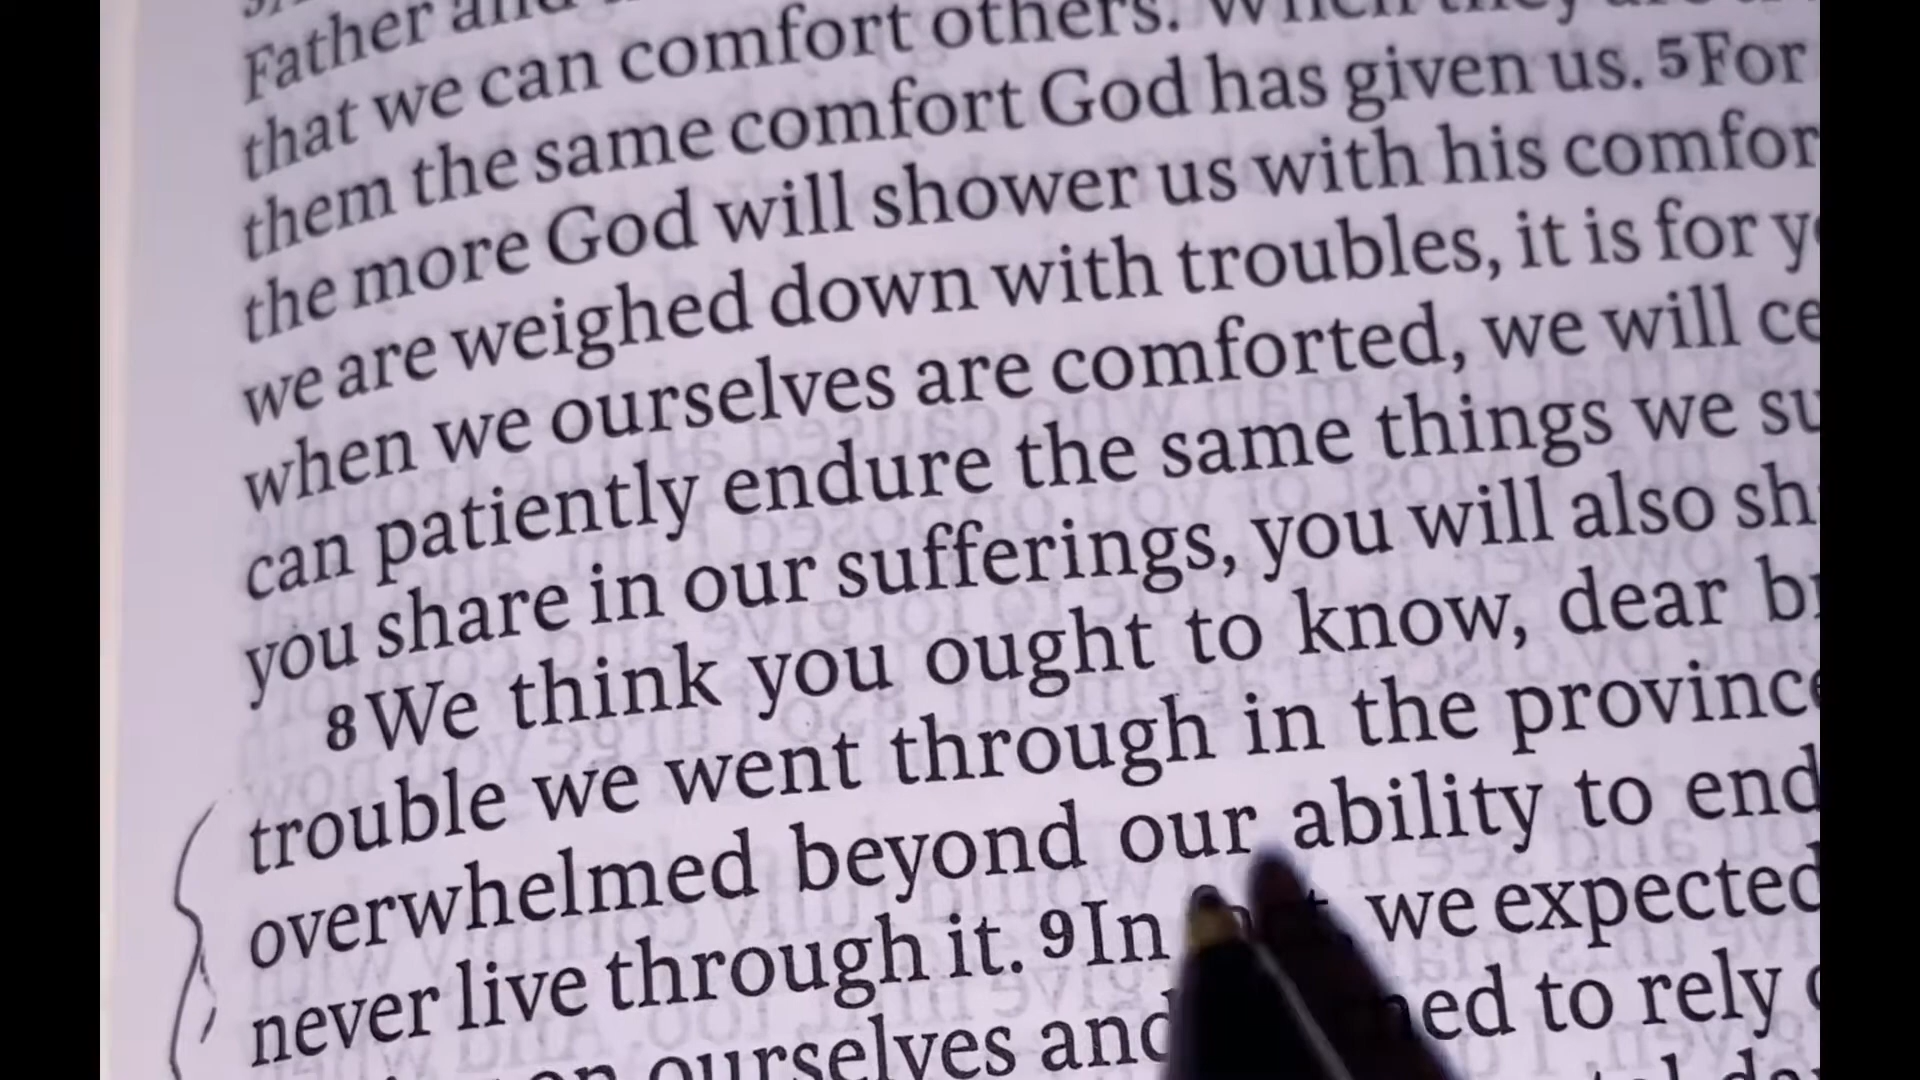 Father and
that we can comfort others. When they
them the same comfort God has given us. 5For
the more God will shower us with his comfor
we are weighed down with troubles, it is for y
when we ourselves are comforted, we will ce
can patiently endure the same things we su
you share in our sufferings, you will also sh
8We think you ought to know, dear br
trouble we went through in the province
overwhelmed beyond our ability to end
never live through it. 9In we expected
on ourselves and ned to rely